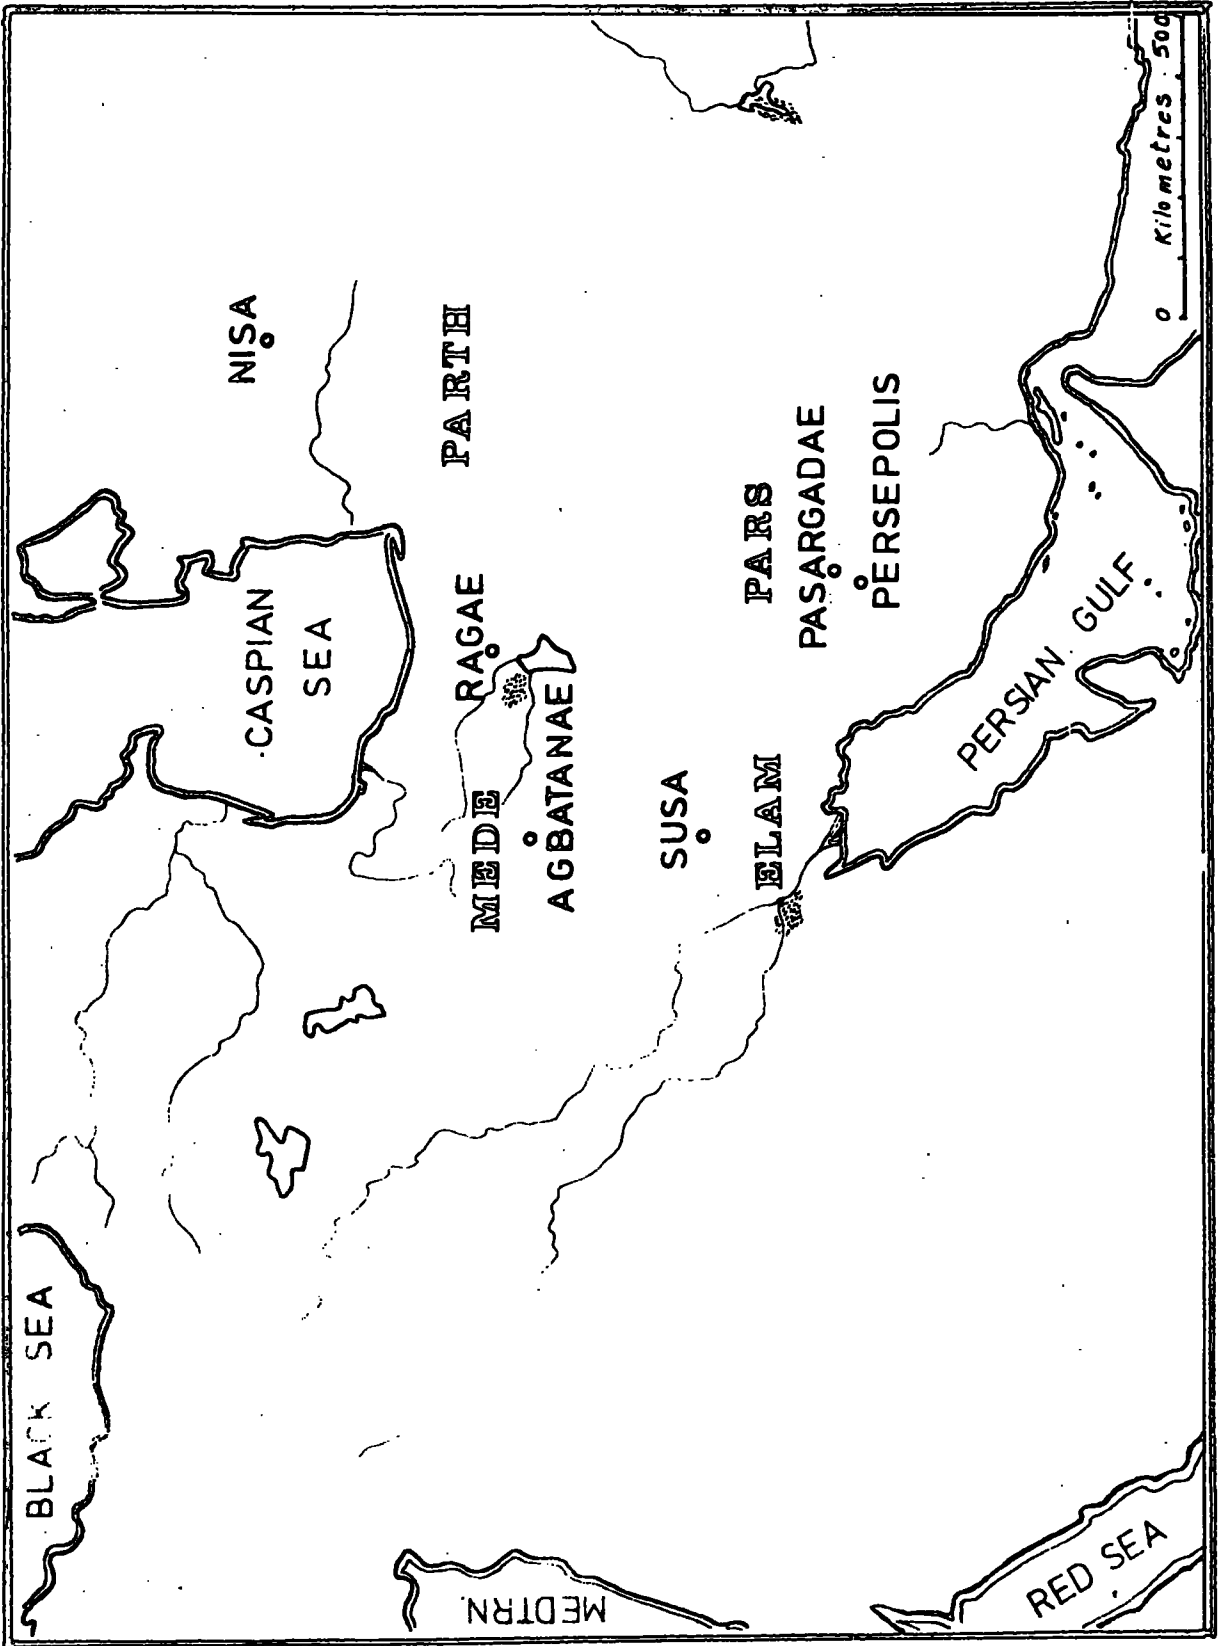 BLACK SEA
CASPIAN
SEA
NISA
MEDTRN.
MEDE
RAGAE
PARTH
AGBATANAE
SUSA
ELAM
PARS
PASARGADAE
PERSEPOLIS
PERSIAN GULF
RED SEA
0 Kilometres 500